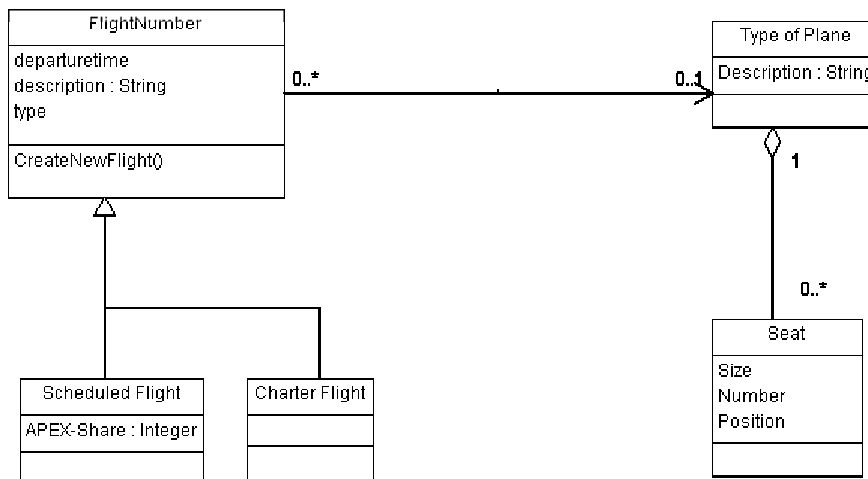 FlightNumber
departuretime
description : String
type
CreateNewFlight()
0..*
0..1
Type of Plane
Description : String
1
0..*
Seat
Size
Number
Position
Scheduled Flight
APEX-Share : Integer
Charter Flight